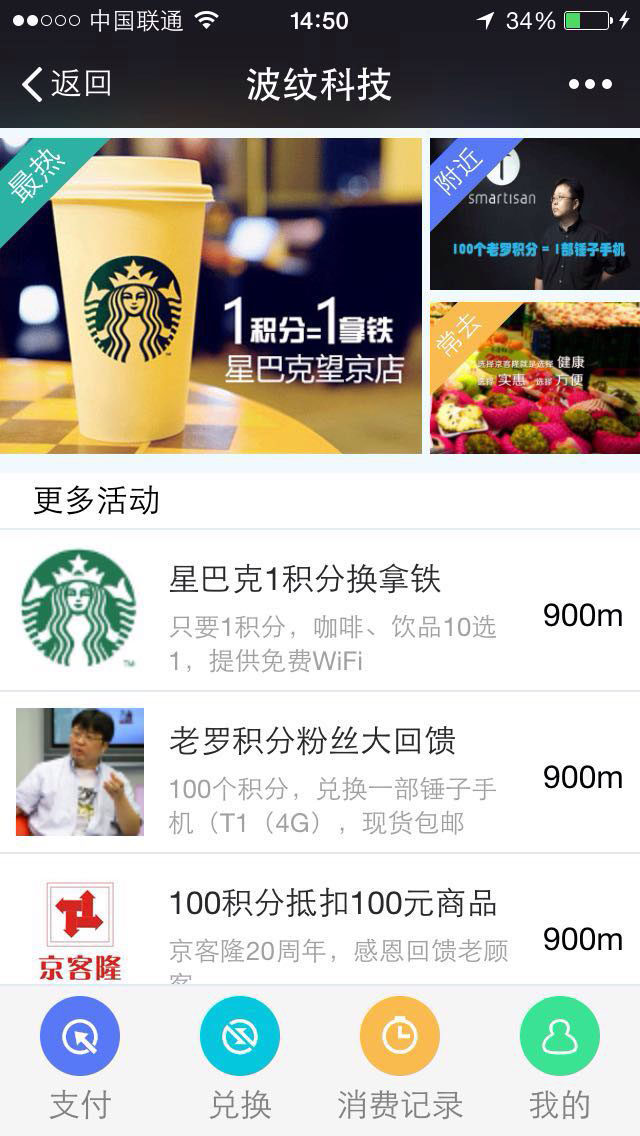 中国联通
14:50
34%
返回
波纹科技
最热
1积分=1拿铁
星巴克望京店
附近
smartisan
100个老罗积分 = 1部锤子手机
常去
选择京客隆就是选择 健康
选择 实惠 选择 方便
更多活动
星巴克1积分换拿铁
只要1积分，咖啡、饮品10选
1，提供免费WiFi
900m
TM
老罗积分粉丝大回馈
100个积分，兑换一部锤子手
机（T1（4G），现货包邮
900m
100积分抵扣100元商品
京客隆20周年，感恩回馈老顾
客
900m
京客隆
支付
兑换
消费记录
我的